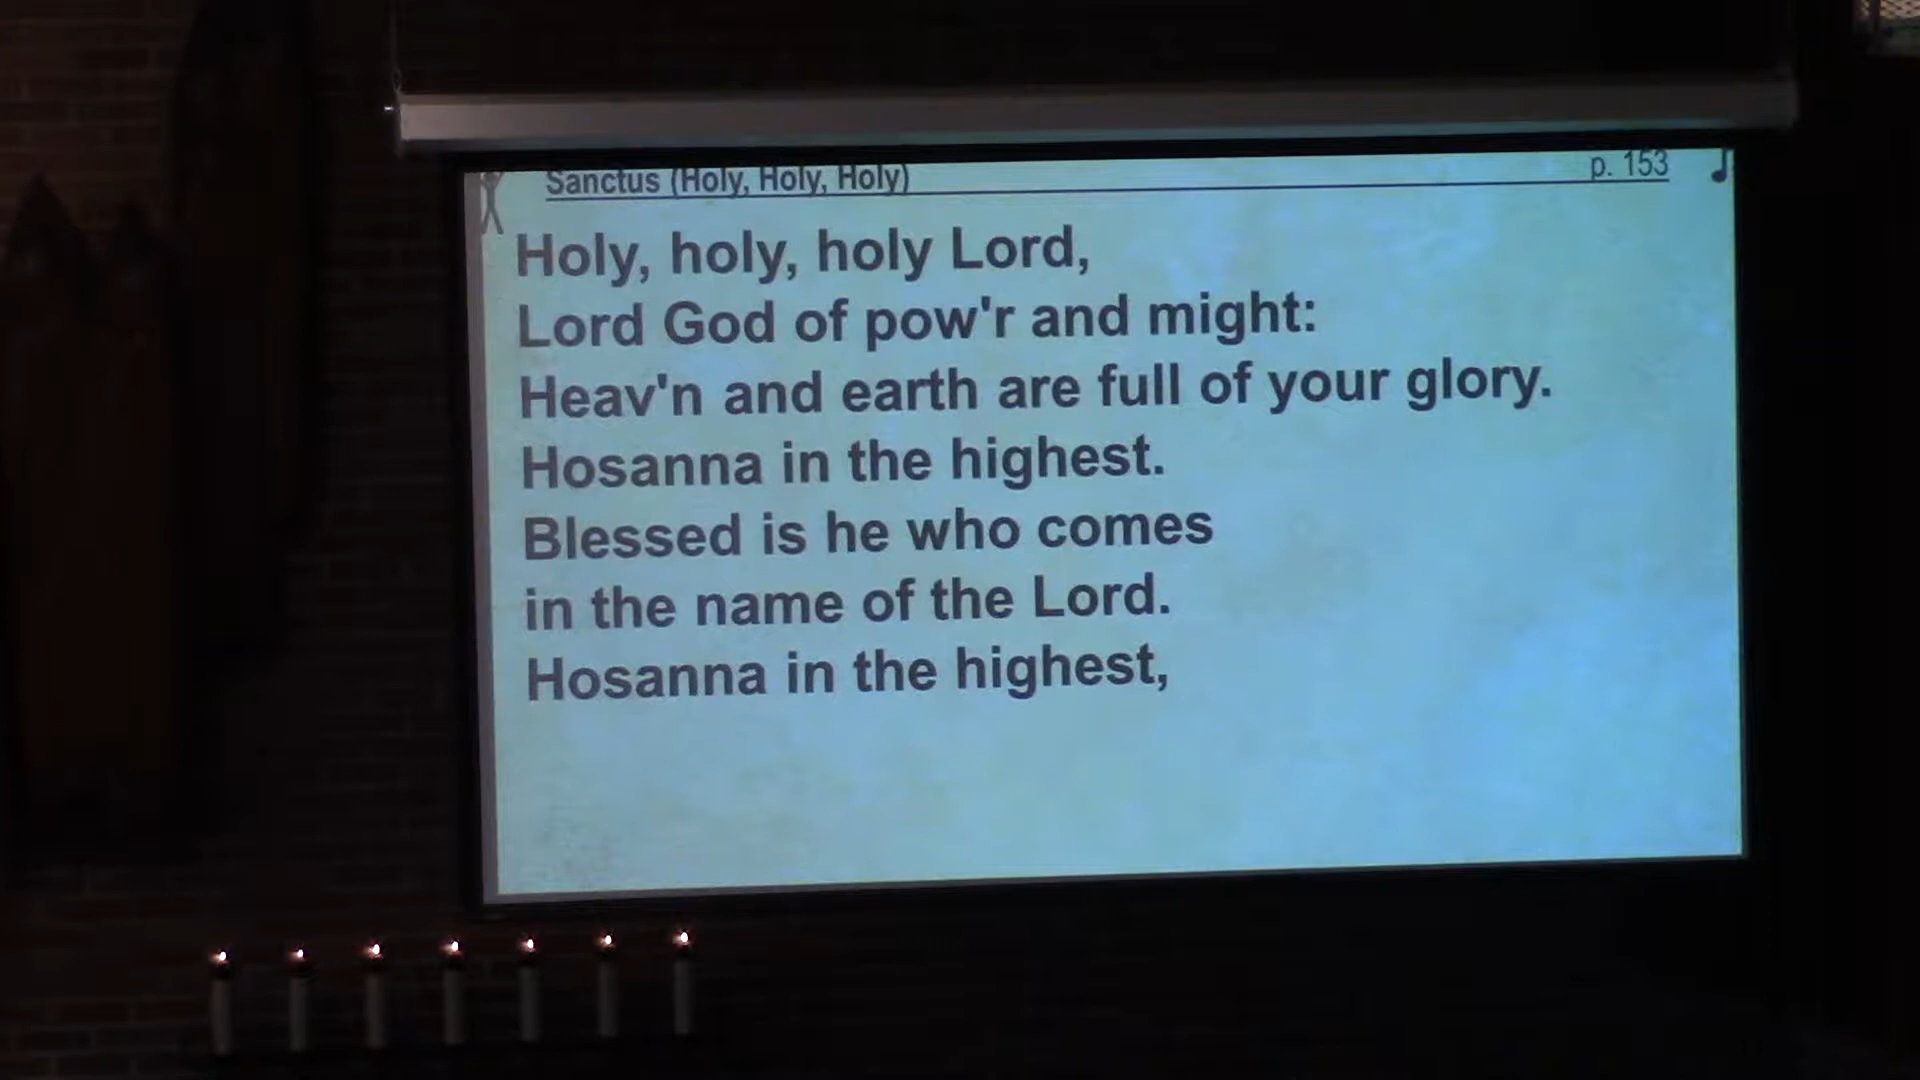 Sanctus (Holy, Holy, Holy) p. 153
Holy, holy, holy Lord,
Lord God of pow'r and might:
Heav'n and earth are full of your glory.
Hosanna in the highest.
Blessed is he who comes
in the name of the Lord.
Hosanna in the highest,